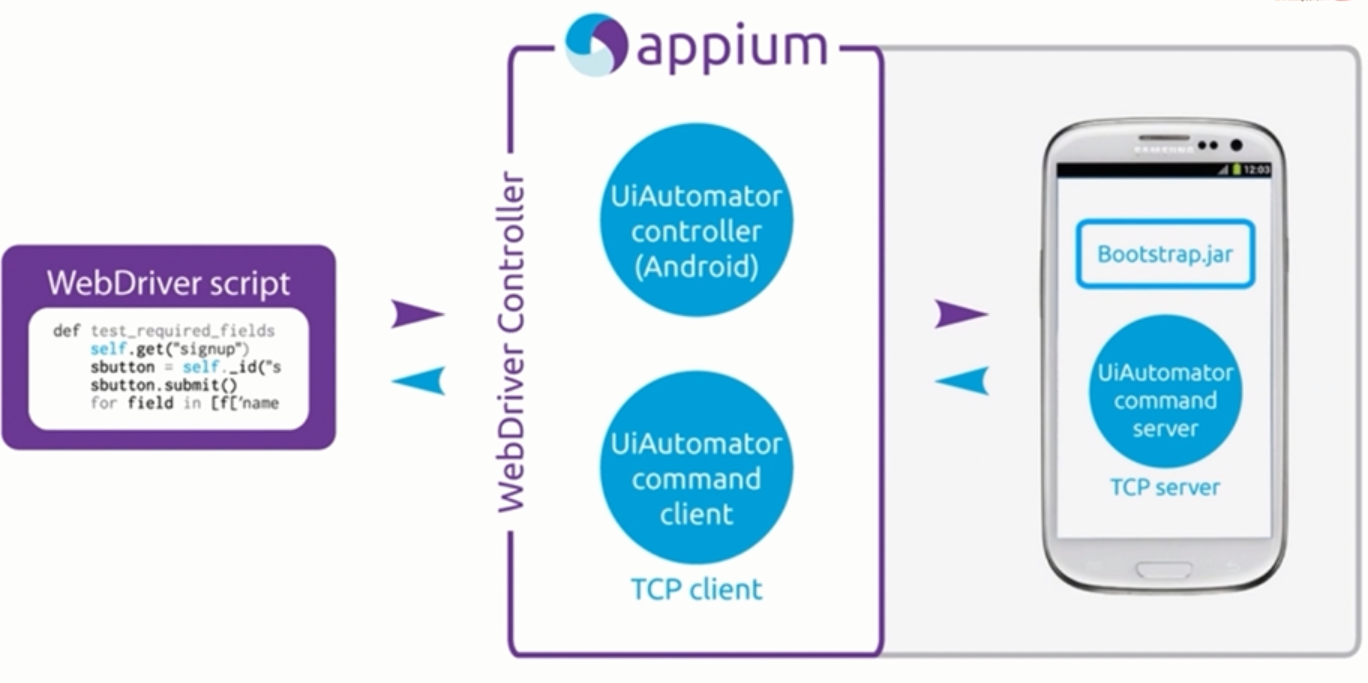 appium
WebDriver Controller
UiAutomator
controller
(Android)
UiAutomator
command
client
TCP client
WebDriver script
def test_required_fields
self.get("signup")
sbutton = self._id("s
sbutton.submit()
for field in [f['name
SAMSUNG
12:03
Bootstrap.jar
UiAutomator
command
server
TCP server